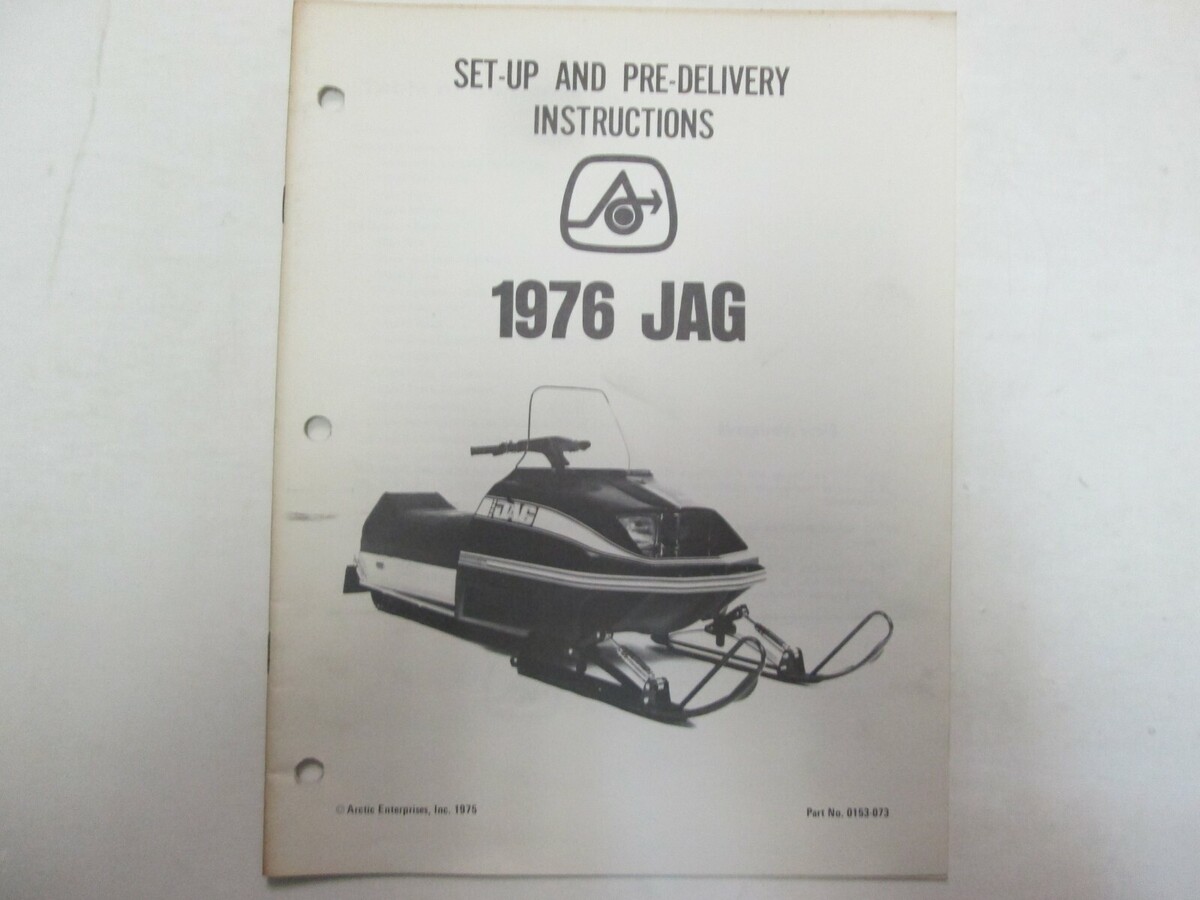 SET-UP AND PRE-DELIVERY
INSTRUCTIONS
1976 JAG
JAG
© Arctic Enterprises, Inc. 1975
Part No. 0153-073